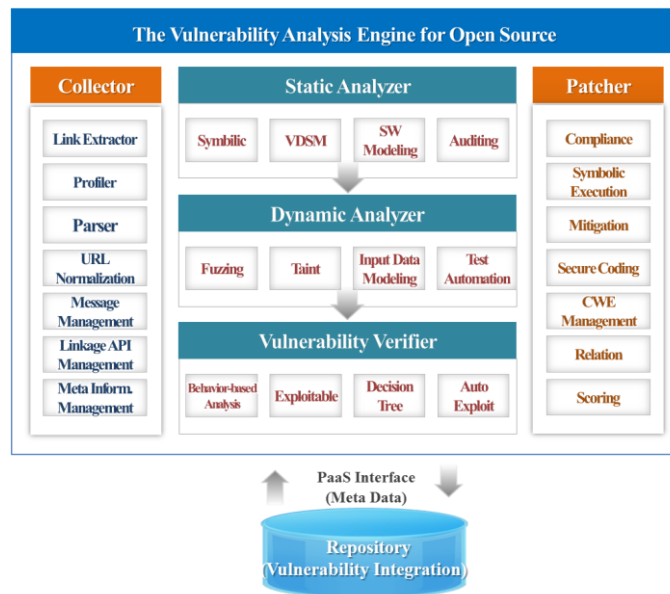 The Vulnerability Analysis Engine for Open Source
Collector
Link Extractor
Profiler
Parser
URL
Normalization
Message
Management
Linkage API
Management
Meta Inform.
Management
Static Analyzer
Symbilic
VDSM
SW
Modeling
Auditing
Dynamic Analyzer
Fuzzing
Taint
Input Data
Modeling
Test
Automation
Vulnerability Verifier
Behavior-based
Analysis
Exploitable
Decision
Tree
Auto
Exploit
Patcher
Compliance
Symbolic
Execution
Mitigation
Secure Coding
CWE
Management
Relation
Scoring
PaaS Interface
(Meta Data)
Repository
(Vulnerability Integration)